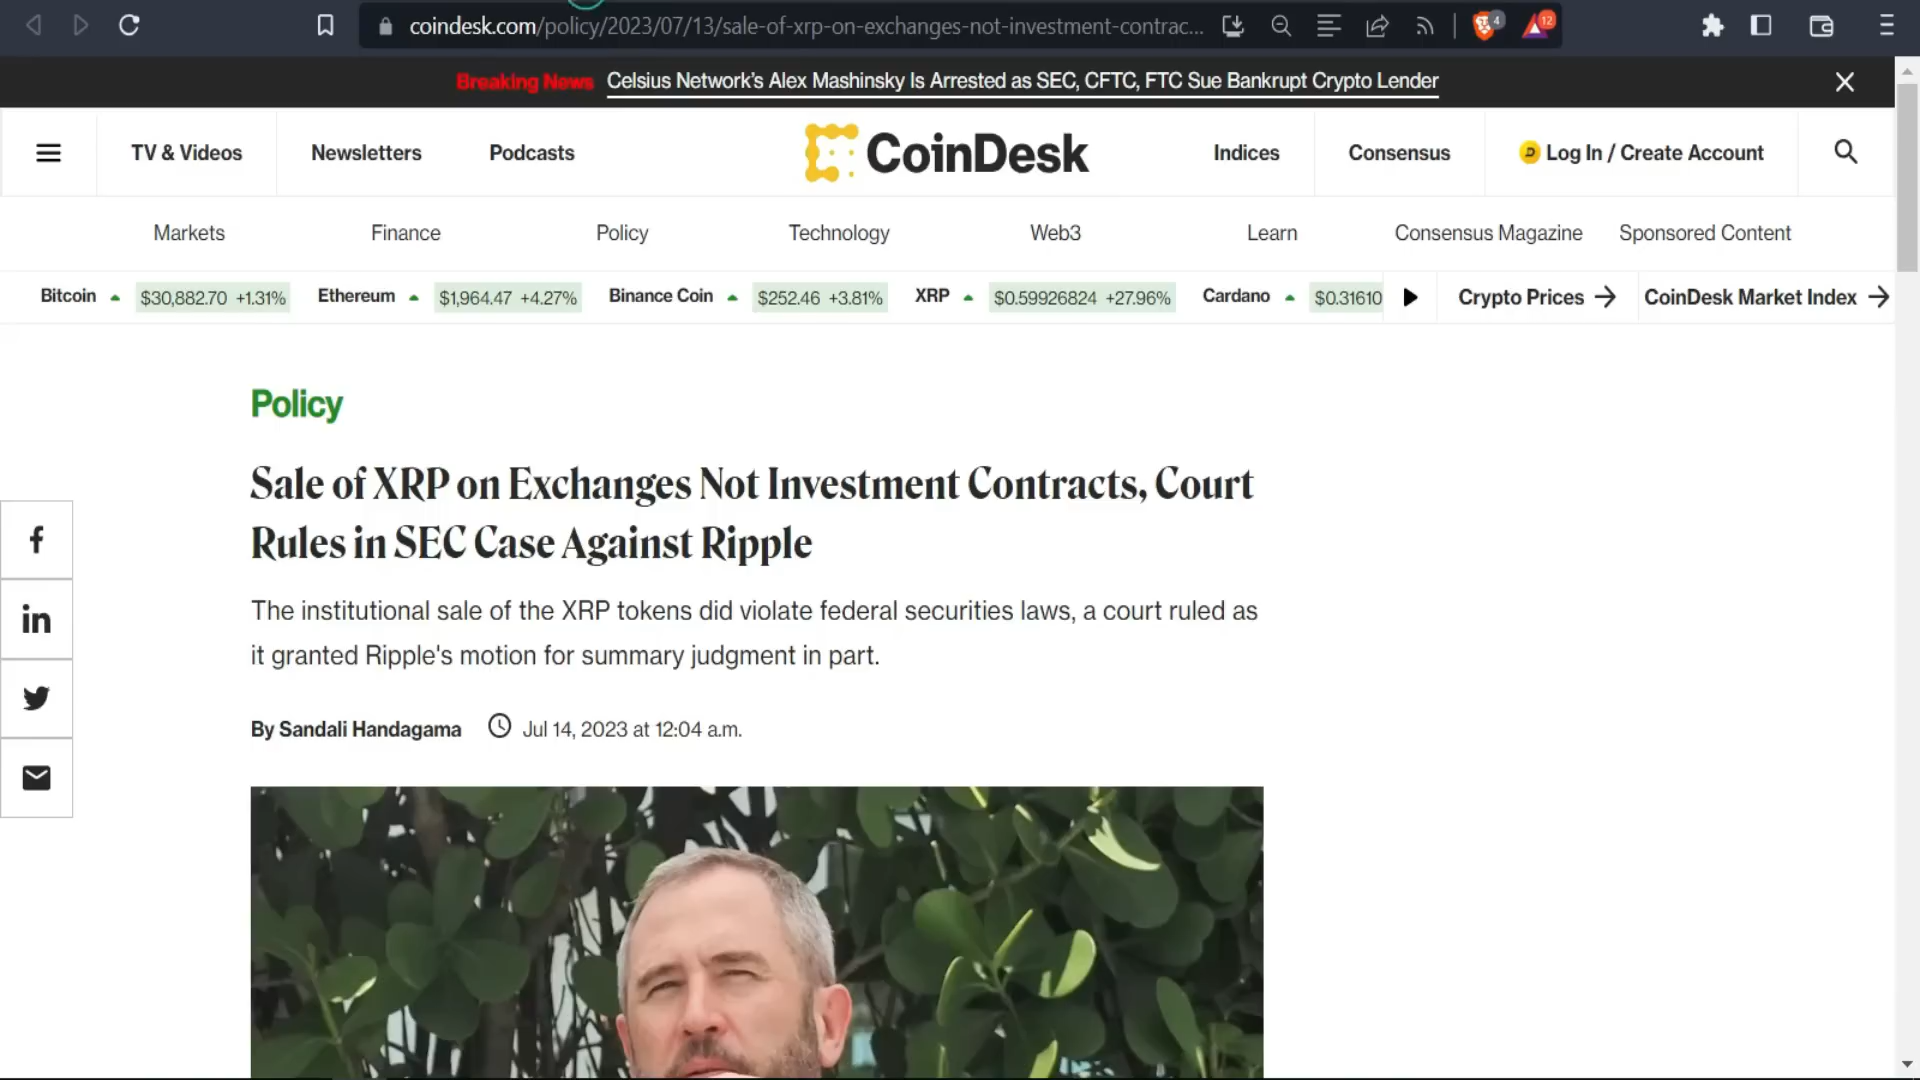 coindesk.com/policy/2023/07/13/sale-of-xrp-on-exchanges-not-investment-contrac...
4
12
Breaking News Celsius Network's Alex Mashinsky Is Arrested as SEC, CFTC, FTC Sue Bankrupt Crypto Lender
TV & Videos Newsletters Podcasts CoinDesk Indices Consensus Log In / Create Account
Markets Finance Policy Technology Web3 Learn Consensus Magazine Sponsored Content
Bitcoin $30,882.70 +1.31% Ethereum $1,964.47 +4.27% Binance Coin $252.46 +3.81% XRP $0.59926824 +27.96% Cardano $0.31610 Crypto Prices → CoinDesk Market Index →
Policy
Sale of XRP on Exchanges Not Investment Contracts, Court
Rules in SEC Case Against Ripple
The institutional sale of the XRP tokens did violate federal securities laws, a court ruled as
it granted Ripple's motion for summary judgment in part.
By Sandali Handagama Jul 14, 2023 at 12:04 a.m.